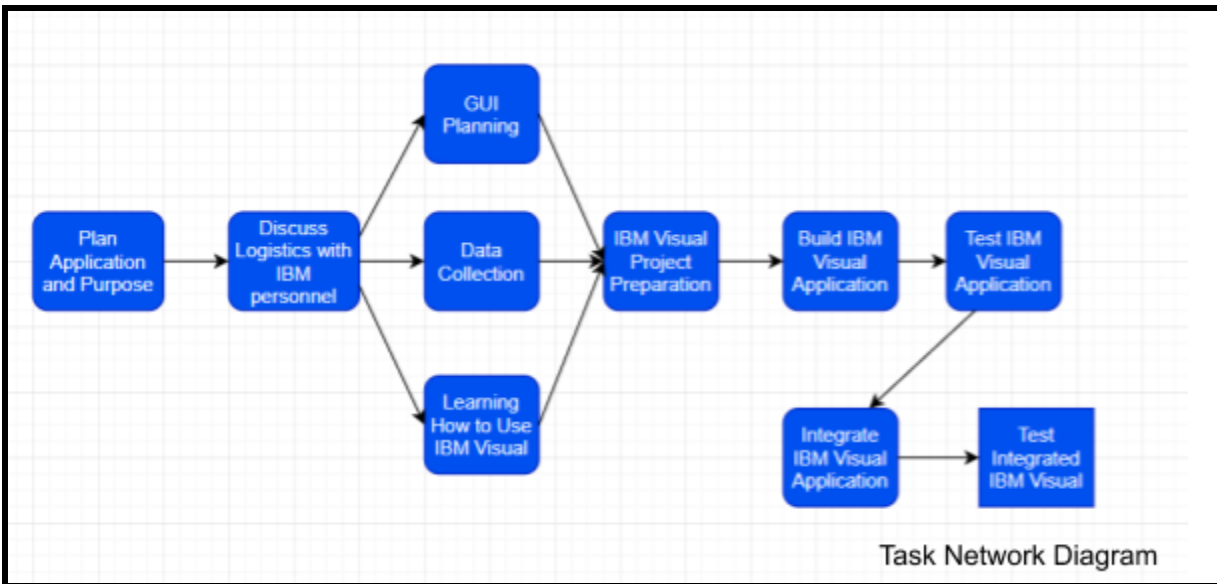 GUI
Planning
Plan
Application
and Purpose
Discuss
Logistics with
IBM
personnel
Data
Collection
Learning
How to Use
IBM Visual
IBM Visual
Project
Preparation
Build IBM
Visual
Application
Test IBM
Visual
Application
Integrate
IBM Visual
Application
Test
Integrated
IBM Visual
Task Network Diagram